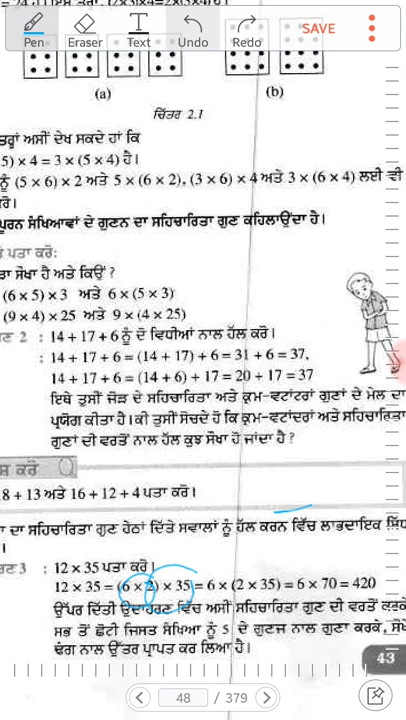 = 24
Pen
Eraser
Text
Undo
Redo
SAVE
(a)
(b)
ਚਿੱਤਰ 2.1
ਤਰ੍ਹਾਂ ਅਸੀਂ ਦੇਖ ਸਕਦੇ ਹਾਂ ਕਿ
5) × 4 = 3 × (5 × 4) ਹੈ।
ਨੂੰ (5 × 6) × 2 ਅਤੇ 5 × (6 × 2), (3 × 6) × 4 ਅਤੇ 3 × (6 × 4) ਲਈ ਵੀ
ਕਰੋ।
ਪੂਰਨ ਸੰਖਿਆਵਾਂ ਦੇ ਗੁਣਨ ਦਾ ਸਹਿਚਾਰਿਤਾ ਗੁਣ ਕਹਿਲਾਉਂਦਾ ਹੈ।
ਪਤਾ ਕਰੋ:
ੜਾ ਸੌਖਾ ਹੈ ਅਤੇ ਕਿਉਂ ?
(6 × 5) × 3 ਅਤੇ 6 × (5 × 3)
(9 × 4) × 25 ਅਤੇ 9 × (4 × 25)
ਰਣ 2 : 14 + 17 + 6 ਨੂੰ ਦੋ ਵਿਧੀਆਂ ਨਾਲ ਹੱਲ ਕਰੋ।
: 14 + 17 + 6 = (14 + 17) + 6 = 31 + 6 = 37,
14 + 17 + 6 = (14 + 6) + 17 = 20 + 17 = 37
ਇਥੇ ਤੁਸੀਂ ਜੋੜ ਦੇ ਸਹਿਚਾਰਿਤਾ ਅਤੇ ਕ੍ਰਮ-ਵਟਾਂਦਰਾਂ ਗੁਣਾਂ ਦੇ ਮੇਲ ਦਾ
ਪ੍ਰਯੋਗ ਕੀਤਾ ਹੈ। ਕੀ ਤੁਸੀਂ ਸੋਚਦੇ ਹੋ ਕਿ ਕ੍ਰਮ-ਵਟਾਂਦਰਾਂ ਅਤੇ ਸਹਿਚਾਰਿਤਾ
ਗੁਣਾਂ ਦੀ ਵਰਤੋਂ ਨਾਲ ਹੱਲ ਕੁਝ ਸੌਖਾ ਹੋ ਜਾਂਦਾ ਹੈ ?
ਸ ਕਰੋ
8 + 13 ਅਤੇ 16 + 12 + 4 ਪਤਾ ਕਰੋ।
ਾ ਦਾ ਸਹਿਚਾਰਿਤਾ ਗੁਣ ਹੇਠਾਂ ਦਿੱਤੇ ਸਵਾਲਾਂ ਨੂੰ ਹੱਲ ਕਰਨ ਵਿੱਚ ਲਾਭਦਾਇਕ ਸਿੱਧ
।
ਰਣ 3 : 12 × 35 ਪਤਾ ਕਰੋ।
12 × 35 = (6 × 2) × 35 = 6 × (2 × 35) = 6 × 70 = 420
ਉੱਪਰ ਦਿੱਤੀ ਉਦਾਹਰਣ ਵਿੱਚ ਅਸੀਂ ਸਹਿਚਾਰਿਤਾ ਗੁਣ ਦੀ ਵਰਤੋਂ ਕਰਕੇ
ਸਭ ਤੋਂ ਛੋਟੀ ਜਿਸਤ ਸੰਖਿਆ ਨੂੰ 5 ਦੇ ਗੁਣਜ ਨਾਲ ਗੁਣਾ ਕਰਕੇ, ਸੌਖੇ
ਢੰਗ ਨਾਲ ਉੱਤਰ ਪ੍ਰਾਪਤ ਕਰ ਲਿਆ ਹੈ।
43
48 / 379